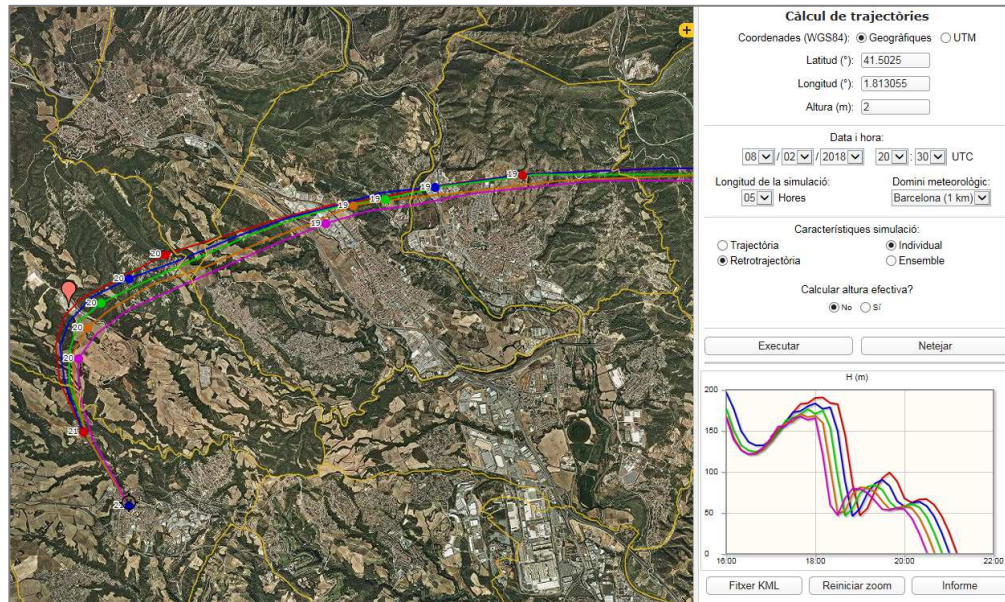 +
19
19
19
19
19
20
20
20
20
20
21
Càlcul de trajectòries
Coordenades (WGS84): Geogràfiques UTM
Latitud (°): 41.5025
Longitud (°): 1.813055
Altura (m): 2
Data i hora:
08 / 02 / 2018 20 : 30 UTC
Longitud de la simulació: Domini meteorològic:
05 Hores Barcelona (1 km)
Característiques simulació:
Trajectòria Individual
Retrotrajectòria Ensemble
Calcular altura efectiva?
No Sí
Executar Netejar
H (m)
200
150
100
50
0
16:00 18:00 20:00 22:00
Fitxer KML Reiniciar zoom Informe